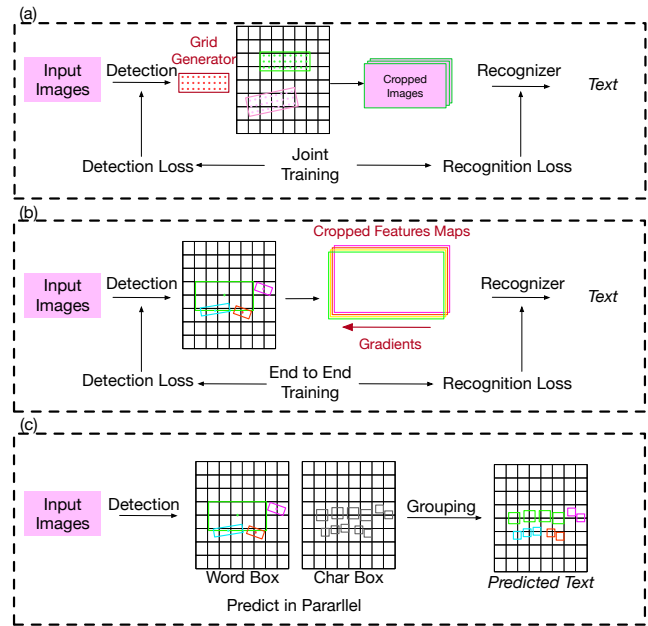 (a)
Input
Images
Detection
Grid
Generator
Cropped
Images
Recognizer
Text
Detection Loss
Joint
Training
Recognition Loss
(b)
Input
Images
Detection
Cropped Features Maps
Gradients
Recognizer
Text
Detection Loss
End to End
Training
Recognition Loss
(c)
Input
Images
Detection
Word Box
Char Box
Predict in Pararllel
Grouping
Predicted Text